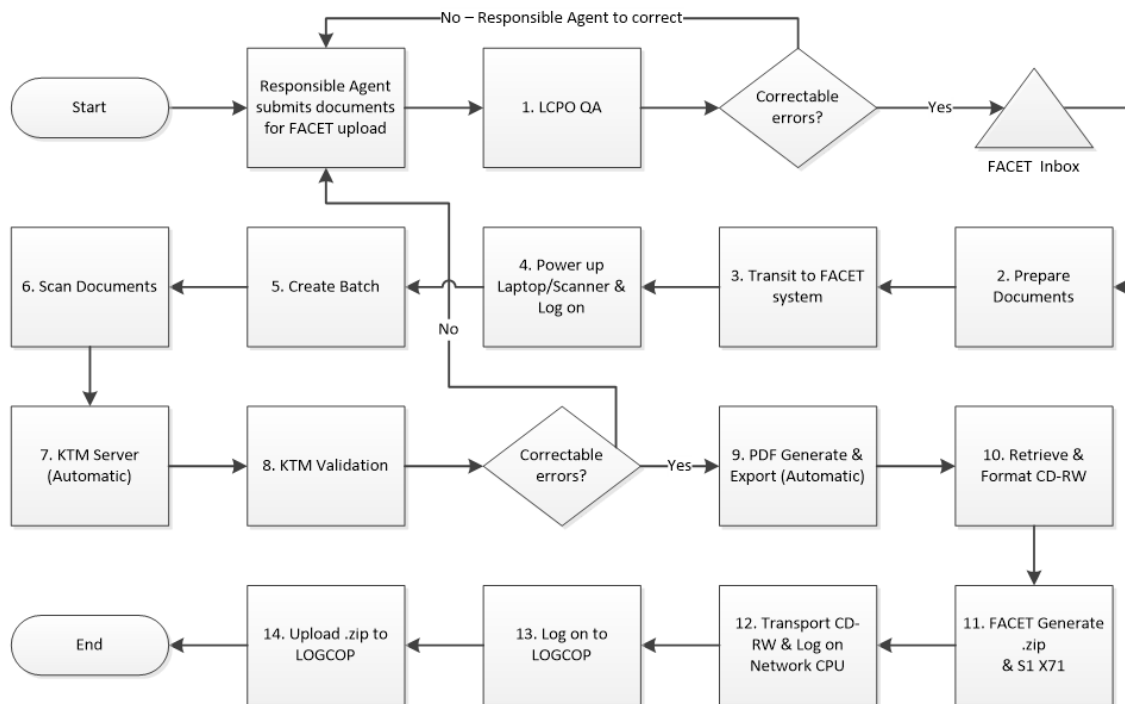 No – Responsible Agent to correct
Start
Responsible Agent
submits documents
for FACET upload
1. LCPO QA
Correctable
errors?
Yes
FACET Inbox
6. Scan Documents
5. Create Batch
4. Power up
Laptop/Scanner &
Log on
3. Transit to FACET
system
2. Prepare
Documents
No
7. KTM Server
(Automatic)
8. KTM Validation
Correctable
errors?
Yes
9. PDF Generate &
Export (Automatic)
10. Retrieve &
Format CD-RW
End
14. Upload .zip to
LOGCOP
13. Log on to
LOGCOP
12. Transport CD-
RW & Log on
Network CPU
11. FACET Generate
.zip
& S1 X71